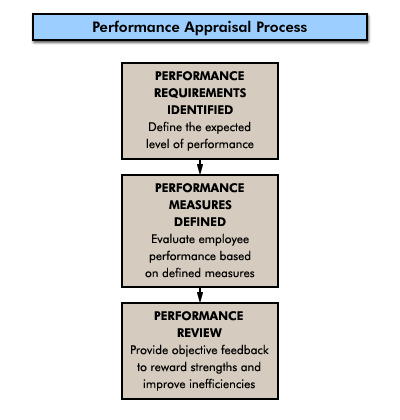 Performance Appraisal Process
PERFORMANCE
REQUIREMENTS
IDENTIFIED
Define the expected
level of performance
PERFORMANCE
MEASURES
DEFINED
Evaluate employee
performance based
on defined measures
PERFORMANCE
REVIEW
Provide objective feedback
to reward strengths and
improve inefficiencies